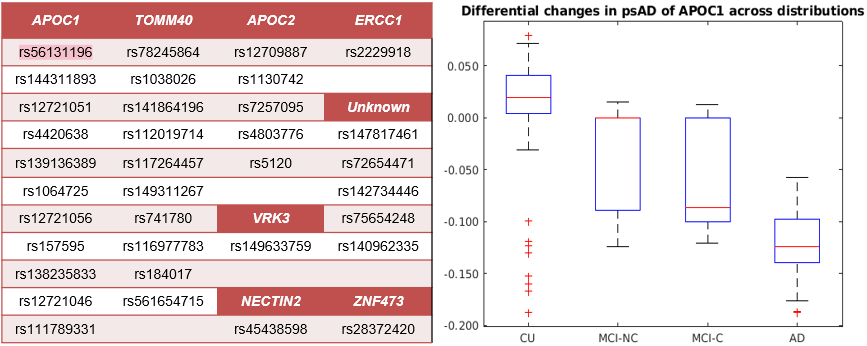 APOC1 TOMM40 APOC2 ERCC1
rs56131196 rs78245864 rs12709887 rs2229918
rs144311893 rs1038026 rs1130742
rs12721051 rs141864196 rs7257095 Unknown
rs4420638 rs112019714 rs4803776 rs147817461
rs139136389 rs117264457 rs5120 rs72654471
rs1064725 rs149311267 rs142734446
rs12721056 rs741780 VRK3 rs75654248
rs157595 rs116977783 rs149633759 rs140962335
rs138235833 rs184017
rs12721046 rs561654715 NECTIN2 ZNF473
rs111789331 rs45438598 rs28372420
Differential changes in psAD of APOC1 across distributions
0.050
0.000
-0.050
-0.100
-0.150
-0.200
CU MCI-NC MCI-C AD